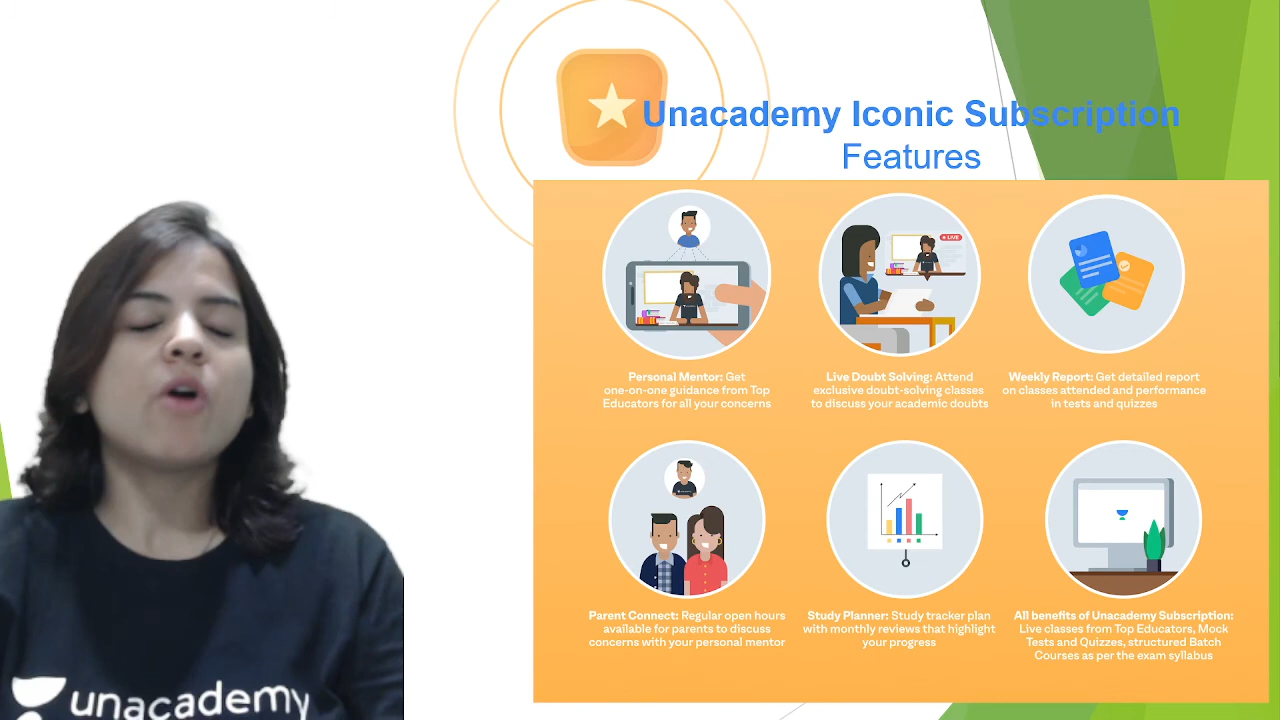 Unacademy Iconic Subscription
Features
LIVE
Personal Mentor: Get
one-on-one guidance from Top
Educators for all your concerns
Live Doubt Solving: Attend
exclusive doubt-solving classes
to discuss your academic doubts
Weekly Report: Get detailed report
on classes attended and performance
in tests and quizzes
Parent Connect: Regular open hours
available for parents to discuss
concerns with your personal mentor
Study Planner: Study tracker plan
with monthly reviews that highlight
your progress
All benefits of Unacademy Subscription:
Live classes from Top Educators, Mock
Tests and Quizzes, structured Batch
Courses as per the exam syllabus
unacademy